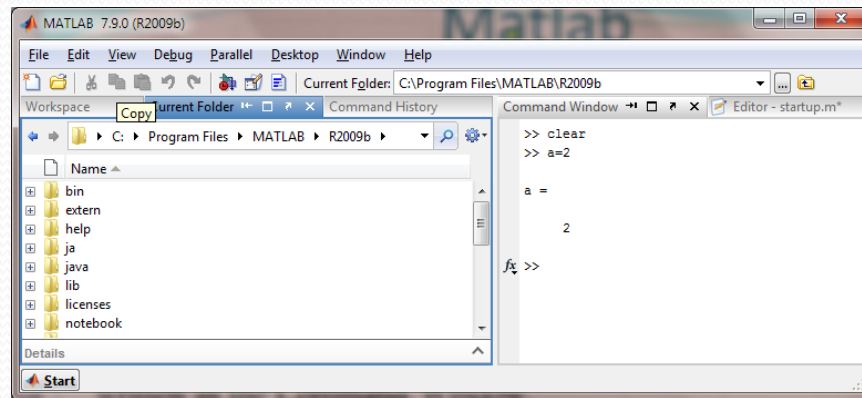 Matlab
MATLAB 7.9.0 (R2009b)
File Edit View Debug Parallel Desktop Window Help
Current Folder: C:\Program Files\MATLAB\R2009b
Workspace Current Folder Command History
Copy
C: Program Files MATLAB R2009b
Name
bin
extern
help
ja
java
lib
licenses
notebook
Details
Command Window Editor - startup.m*
>> clear
>> a=2
a =
2
fx >>
Start